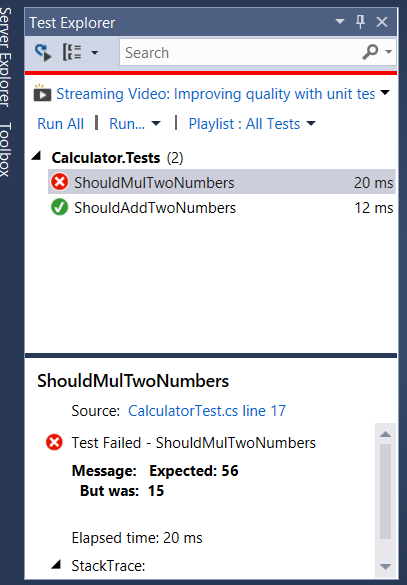 Server Explorer
Toolbox
Test Explorer
Search
Streaming Video: Improving quality with unit tes
Run All | Run... | Playlist : All Tests
Calculator.Tests (2)
ShouldMulTwoNumbers 20 ms
ShouldAddTwoNumbers 12 ms
ShouldMulTwoNumbers
Source: CalculatorTest.cs line 17
Test Failed - ShouldMulTwoNumbers
Message: Expected: 56
But was: 15
Elapsed time: 20 ms
StackTrace: